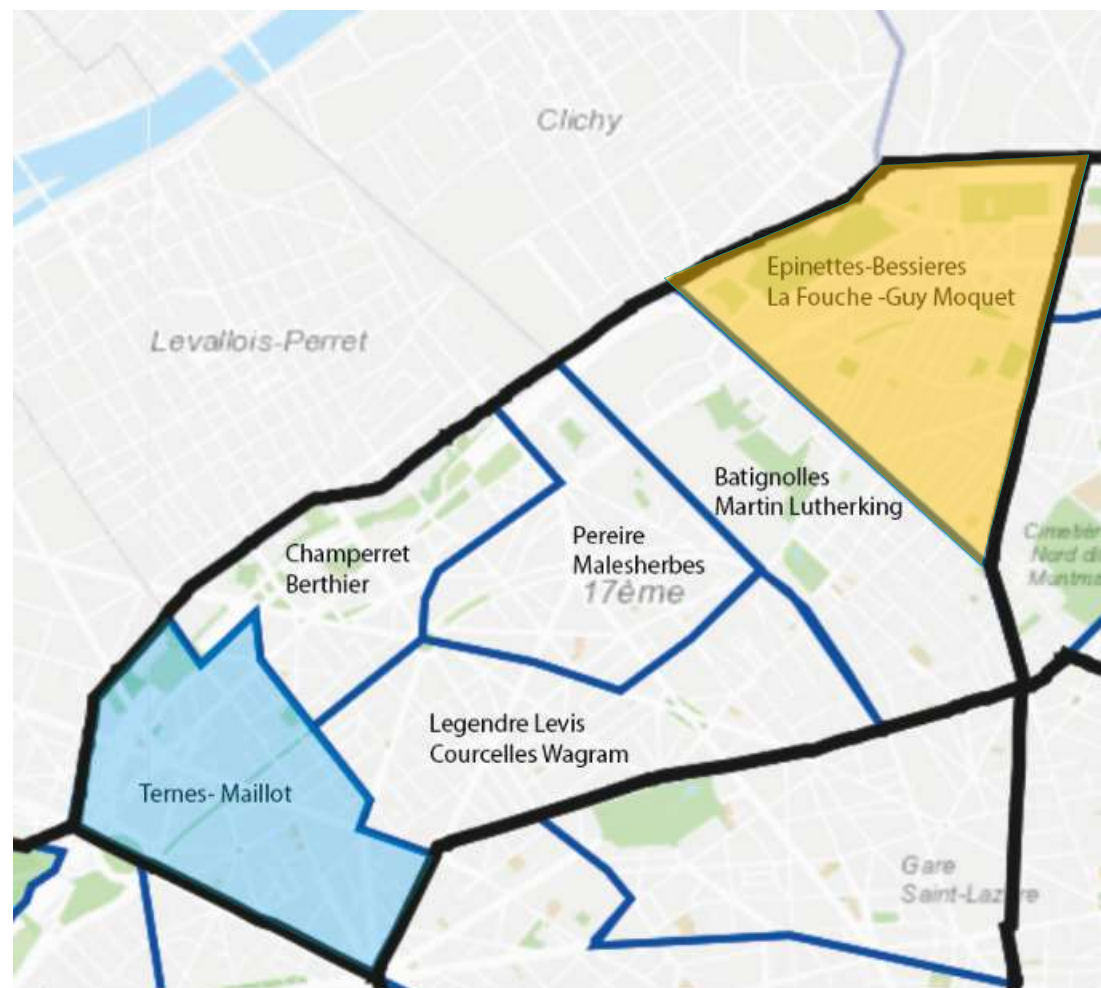 Clichy
Epinettes-Bessieres
La Fouche -Guy Moquet
Levallois-Perret
Batignolles
Martin Lutherking
Champerret
Berthier
Pereire
Malesherbes
17ème
Legendre Levis
Courcelles Wagram
Ternes- Maillot
Nord
Gare
Saint-Lazare